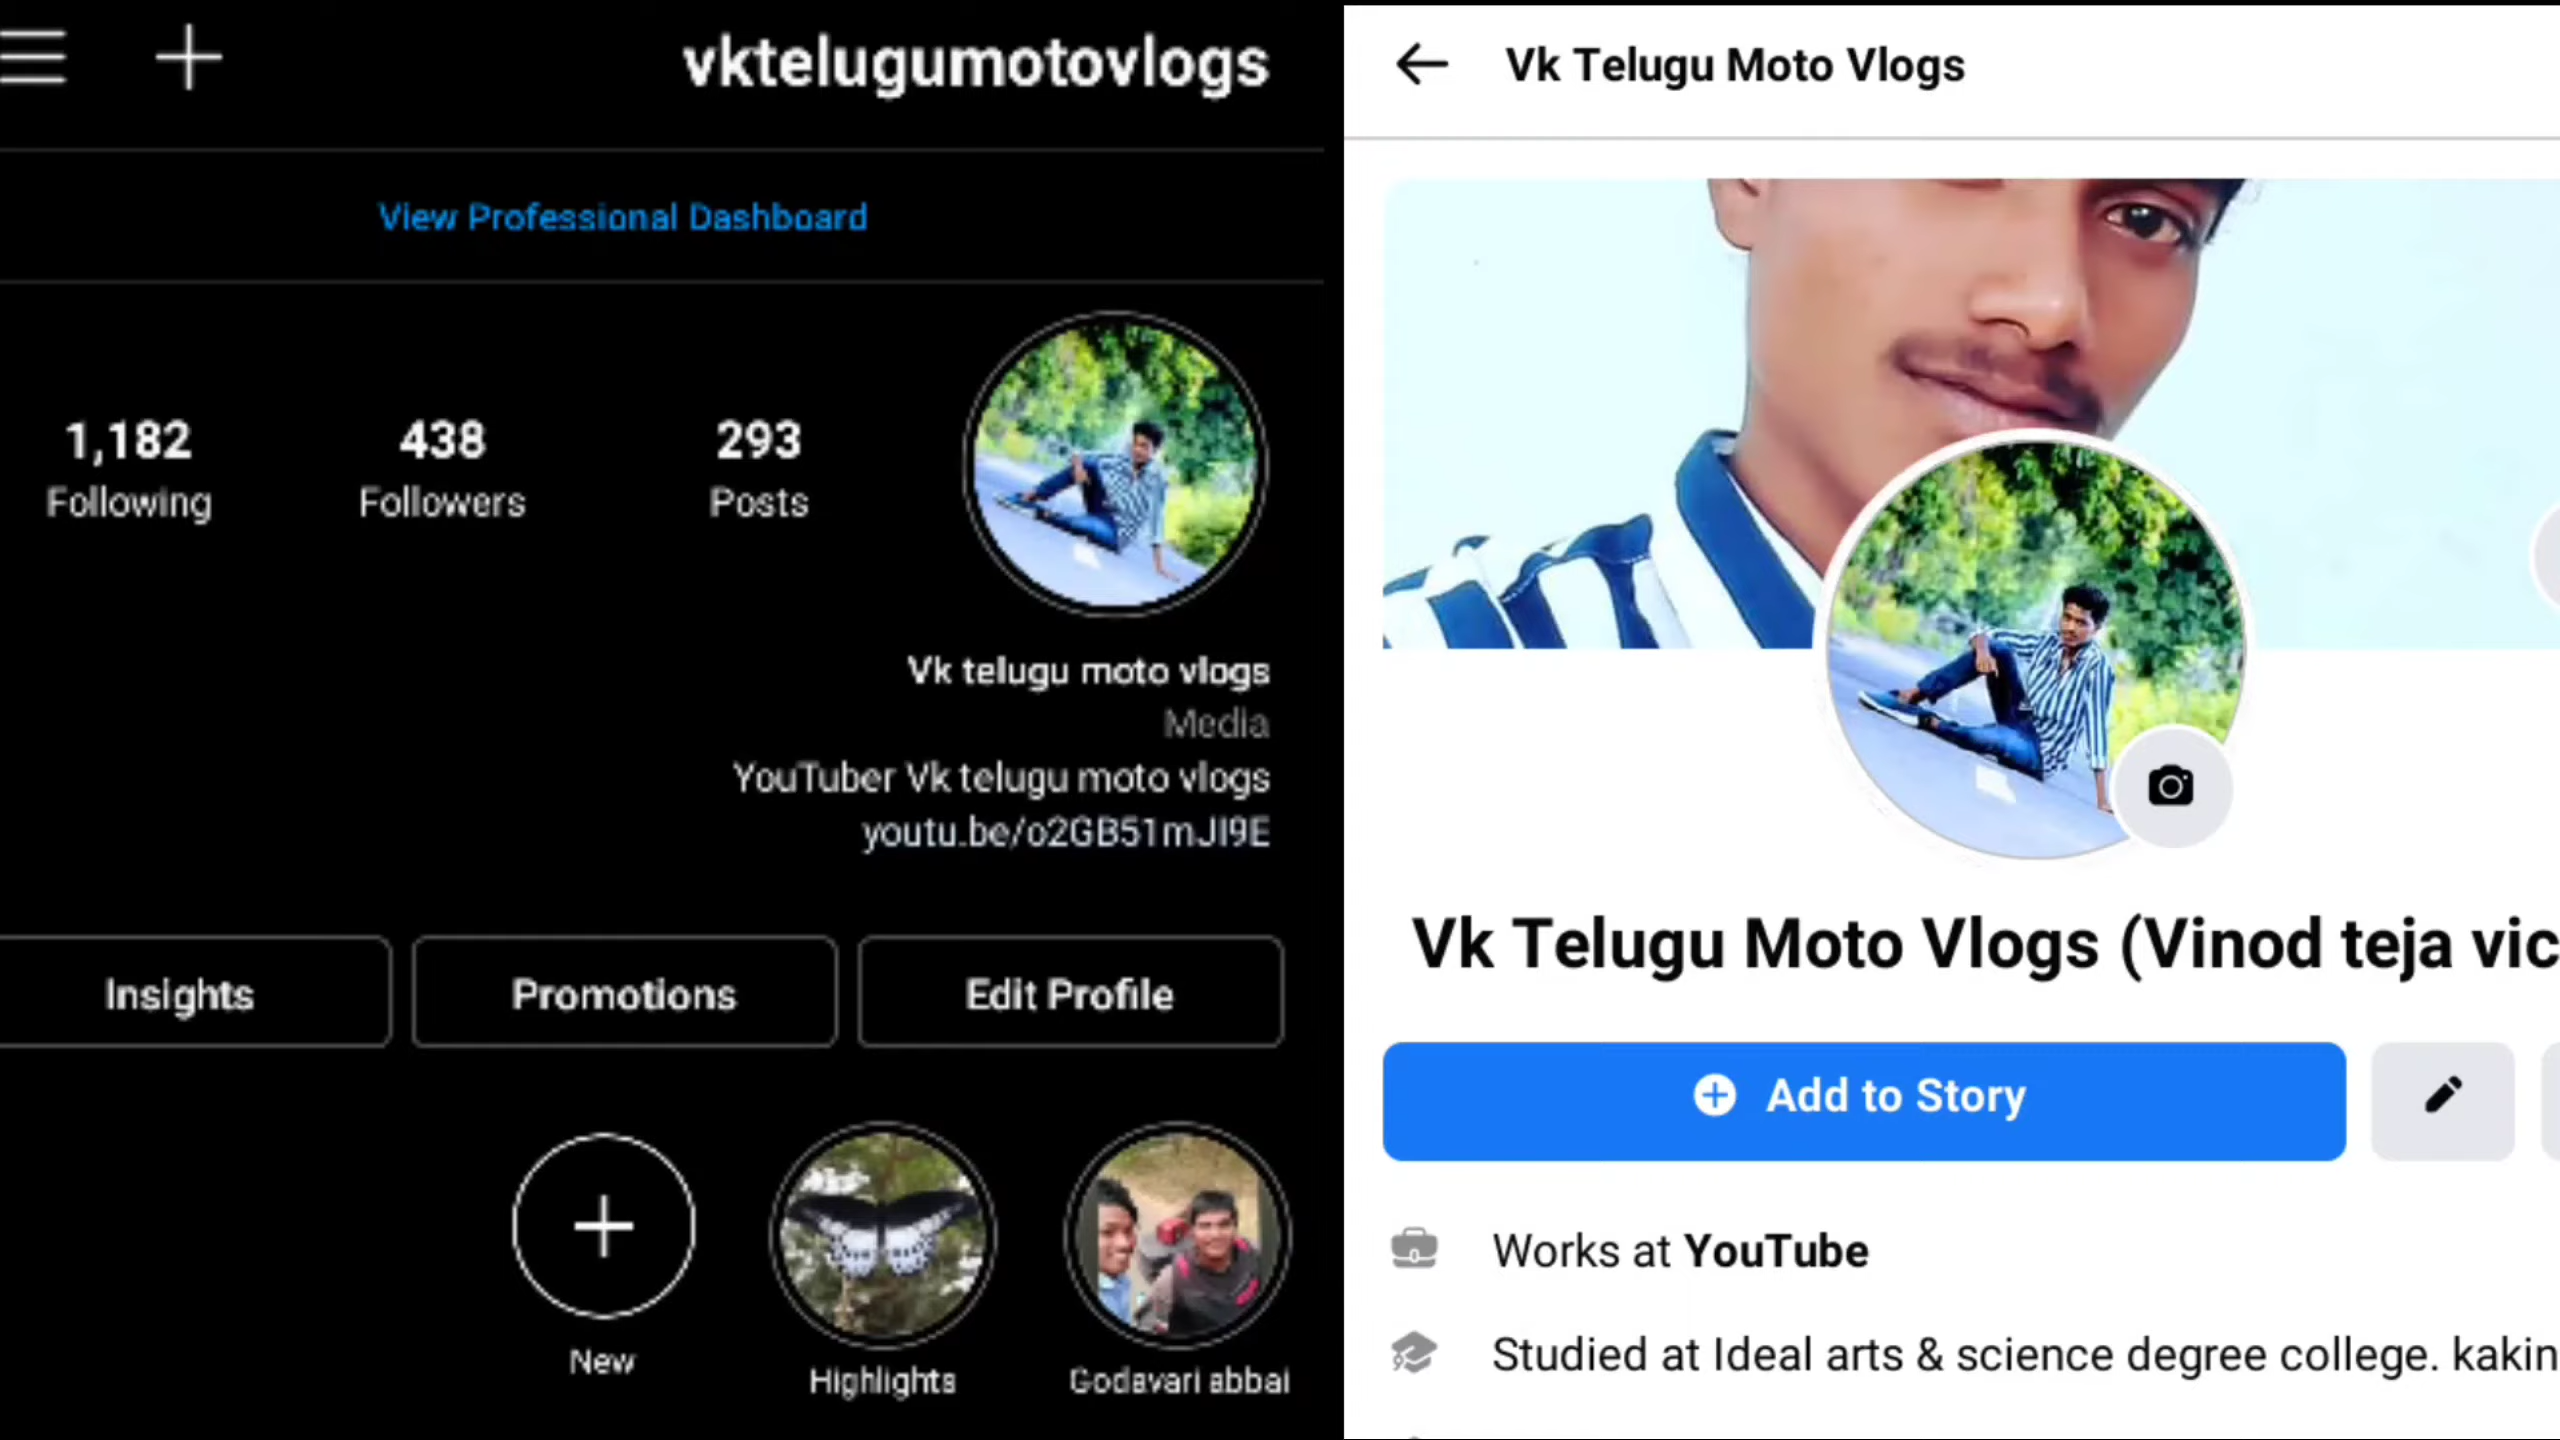 vktelugumotovlogs
View Professional Dashboard
1,182
Following
438
Followers
293
Posts
Vk telugu moto vlogs
Media
YouTuber Vk telugu moto vlogs
youtu.be/o2GB51mJI9E
Insights
Promotions
Edit Profile
New
Highlights
Godavari abbai
Vk Telugu Moto Vlogs
Vk Telugu Moto Vlogs (Vinod teja vic
Add to Story
Works at YouTube
Studied at Ideal arts & science degree college. kakin